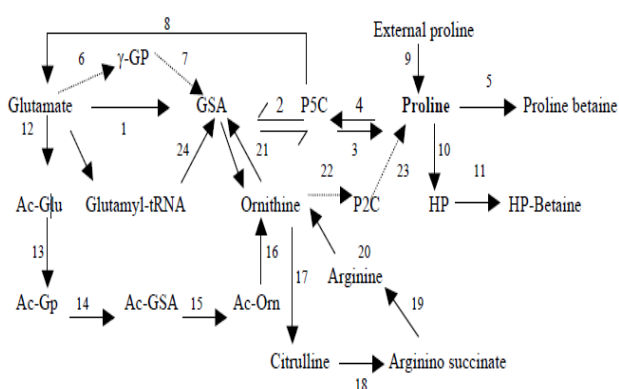 8
External proline
6 γ-GP 7 9 5
Glutamate GSA 2 P5C 4 Proline Proline betaine
12 1 3 10
24 21 22 23 11
Ac-Glu Glutamyl-tRNA Ornithine P2C HP HP-Betaine
13 16 17 20
Arginine
Ac-Gp 14 Ac-GSA 15 Ac-Orn 19
Citrulline Arginino succinate
18